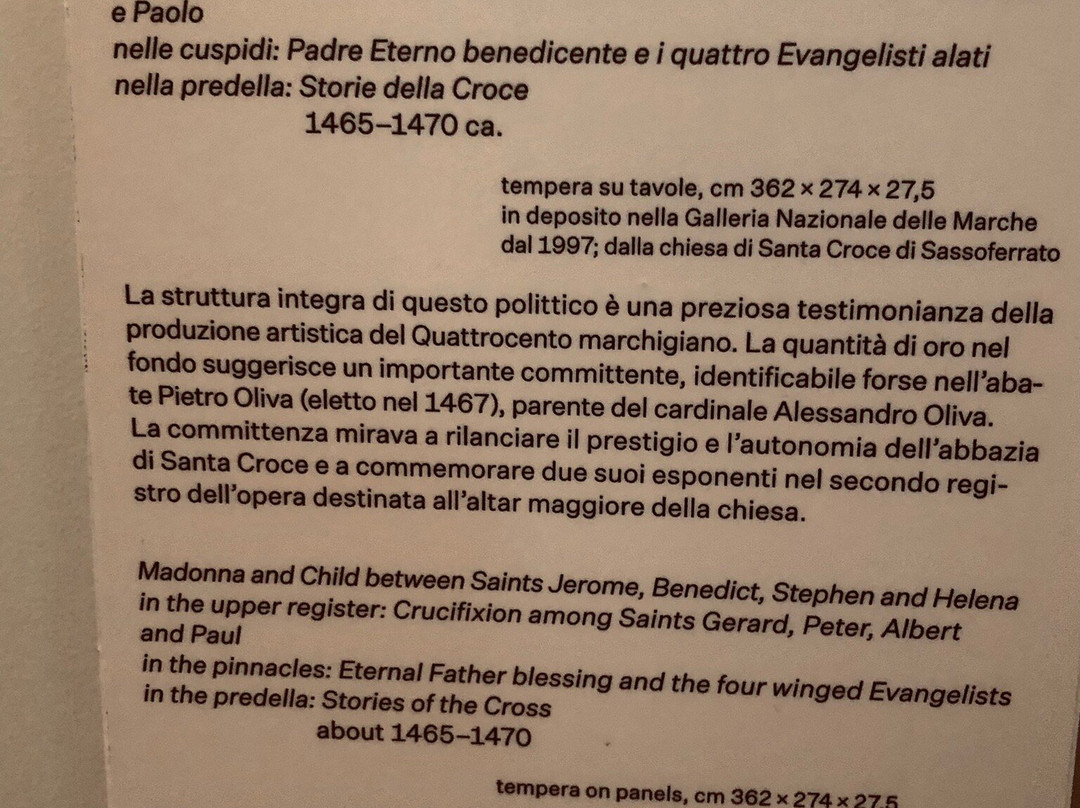 e Paolo
nelle cuspidi: Padre Eterno benedicente e i quattro Evangelisti alati
nella predella: Storie della Croce
1465–1470 ca.
tempera su tavole, cm 362 × 274 × 27,5
in deposito nella Galleria Nazionale delle Marche
dal 1997; dalla chiesa di Santa Croce di Sassoferrato
La struttura integra di questo polittico è una preziosa testimonianza della
produzione artistica del Quattrocento marchigiano. La quantità di oro nel
fondo suggerisce un importante committente, identificabile forse nell’aba-
te Pietro Oliva (eletto nel 1467), parente del cardinale Alessandro Oliva.
La committenza mirava a rilanciare il prestigio e l’autonomia dell’abbazia
di Santa Croce e a commemorare due suoi esponenti nel secondo regi-
stro dell’opera destinata all’altar maggiore della chiesa.
Madonna and Child between Saints Jerome, Benedict, Stephen and Helena
in the upper register: Crucifixion among Saints Gerard, Peter, Albert
and Paul
in the pinnacles: Eternal Father blessing and the four winged Evangelists
in the predella: Stories of the Cross
about 1465–1470
tempera on panels, cm 362 × 274 × 27,5